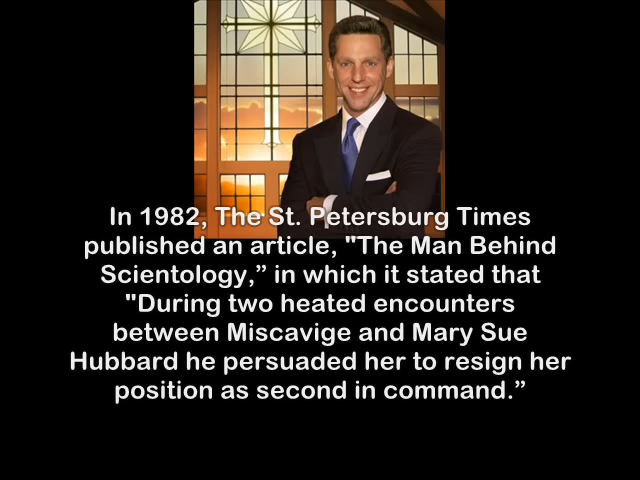 In 1982, The St. Petersburg Times
published an article, "The Man Behind
Scientology,” in which it stated that
"During two heated encounters
between Miscavige and Mary Sue
Hubbard he persuaded her to resign her
position as second in command.”